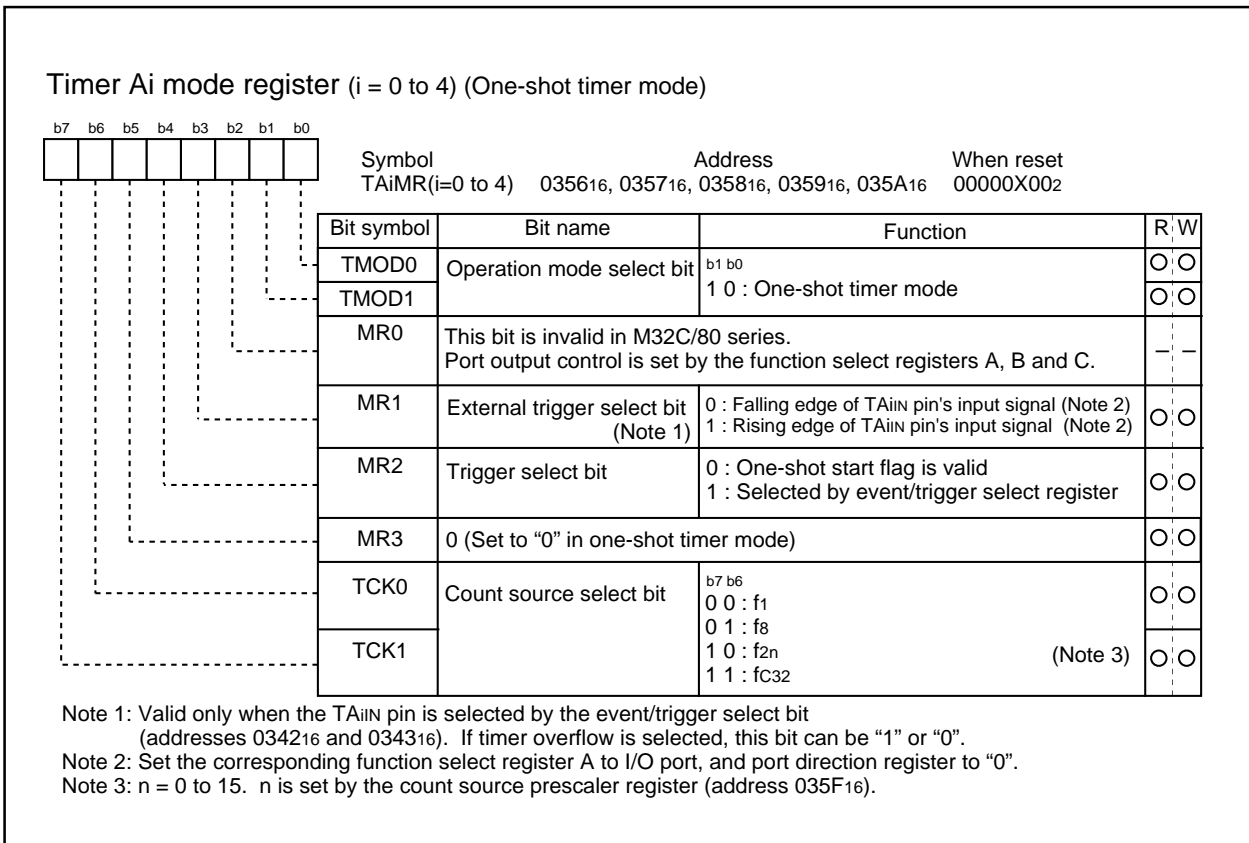 Timer Ai mode register (i = 0 to 4) (One-shot timer mode)
b7 b6 b5 b4 b3 b2 b1 b0
Symbol Address When reset
TAiMR(i=0 to 4) 035616, 035716, 035816, 035916, 035A16 00000X002
Bit symbol Bit name Function R W
TMOD0 Operation mode select bit b1 b0
1 0 : One-shot timer mode
TMOD1
MR0 This bit is invalid in M32C/80 series.
Port output control is set by the function select registers A, B and C.
– –
MR1 External trigger select bit 0 : Falling edge of TAiIN pin's input signal (Note 2)
(Note 1) 1 : Rising edge of TAiIN pin's input signal (Note 2)
MR2 Trigger select bit 0 : One-shot start flag is valid
1 : Selected by event/trigger select register
MR3 0 (Set to “0” in one-shot timer mode)
TCK0 Count source select bit b7 b6
0 0 : f1
0 1 : f8
TCK1 1 0 : f2n (Note 3)
1 1 : fC32
Note 1: Valid only when the TAiIN pin is selected by the event/trigger select bit
(addresses 034216 and 034316). If timer overflow is selected, this bit can be “1” or “0”.
Note 2: Set the corresponding function select register A to I/O port, and port direction register to “0”.
Note 3: n = 0 to 15. n is set by the count source prescaler register (address 035F16).